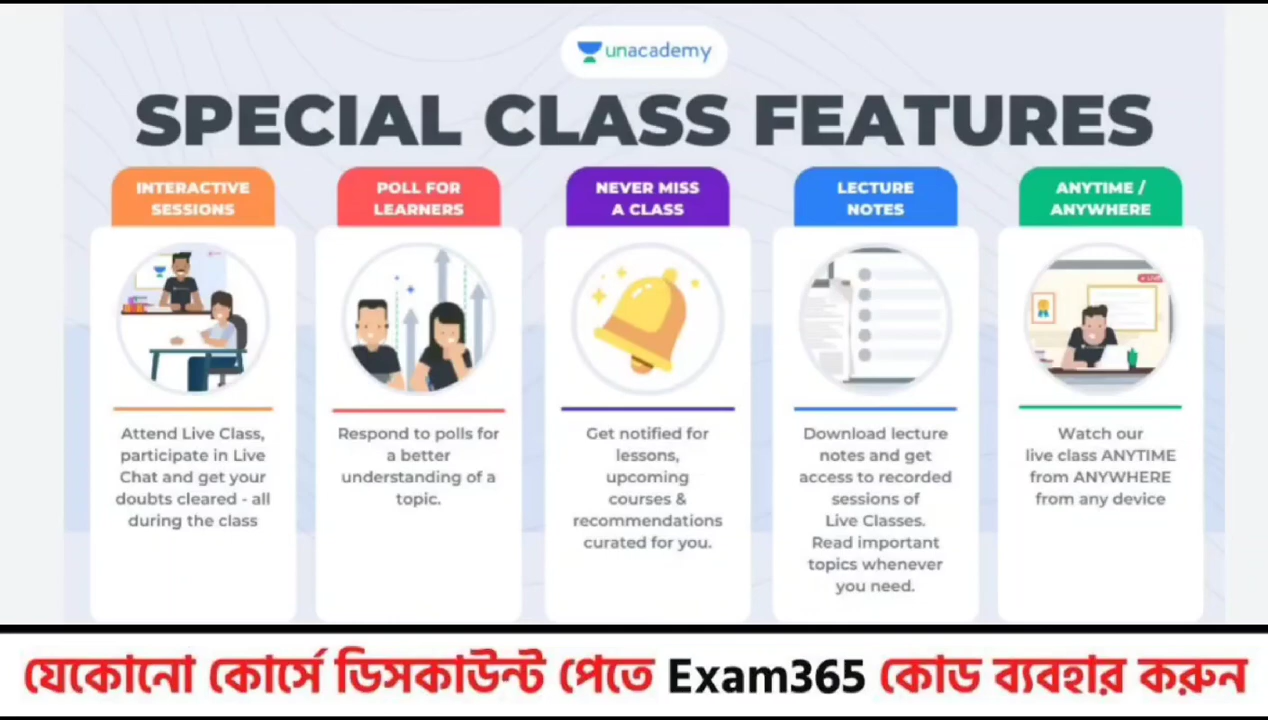 unacademy
SPECIAL CLASS FEATURES
INTERACTIVE
SESSIONS
Attend Live Class,
participate in Live
Chat and get your
doubts cleared - all
during the class
POLL FOR
LEARNERS
Respond to polls for
a better
understanding of a
topic.
NEVER MISS
A CLASS
Get notified for
lessons,
upcoming
courses &
recommendations
curated for you.
LECTURE
NOTES
Download lecture
notes and get
access to recorded
sessions of
Live Classes.
Read important
topics whenever
you need.
ANYTIME /
ANYWHERE
Watch our
live class ANYTIME
from ANYWHERE
from any device
যেকোনো কোর্সে ডিসকাউন্ট পেতে Exam365 কোড ব্যবহার করুন